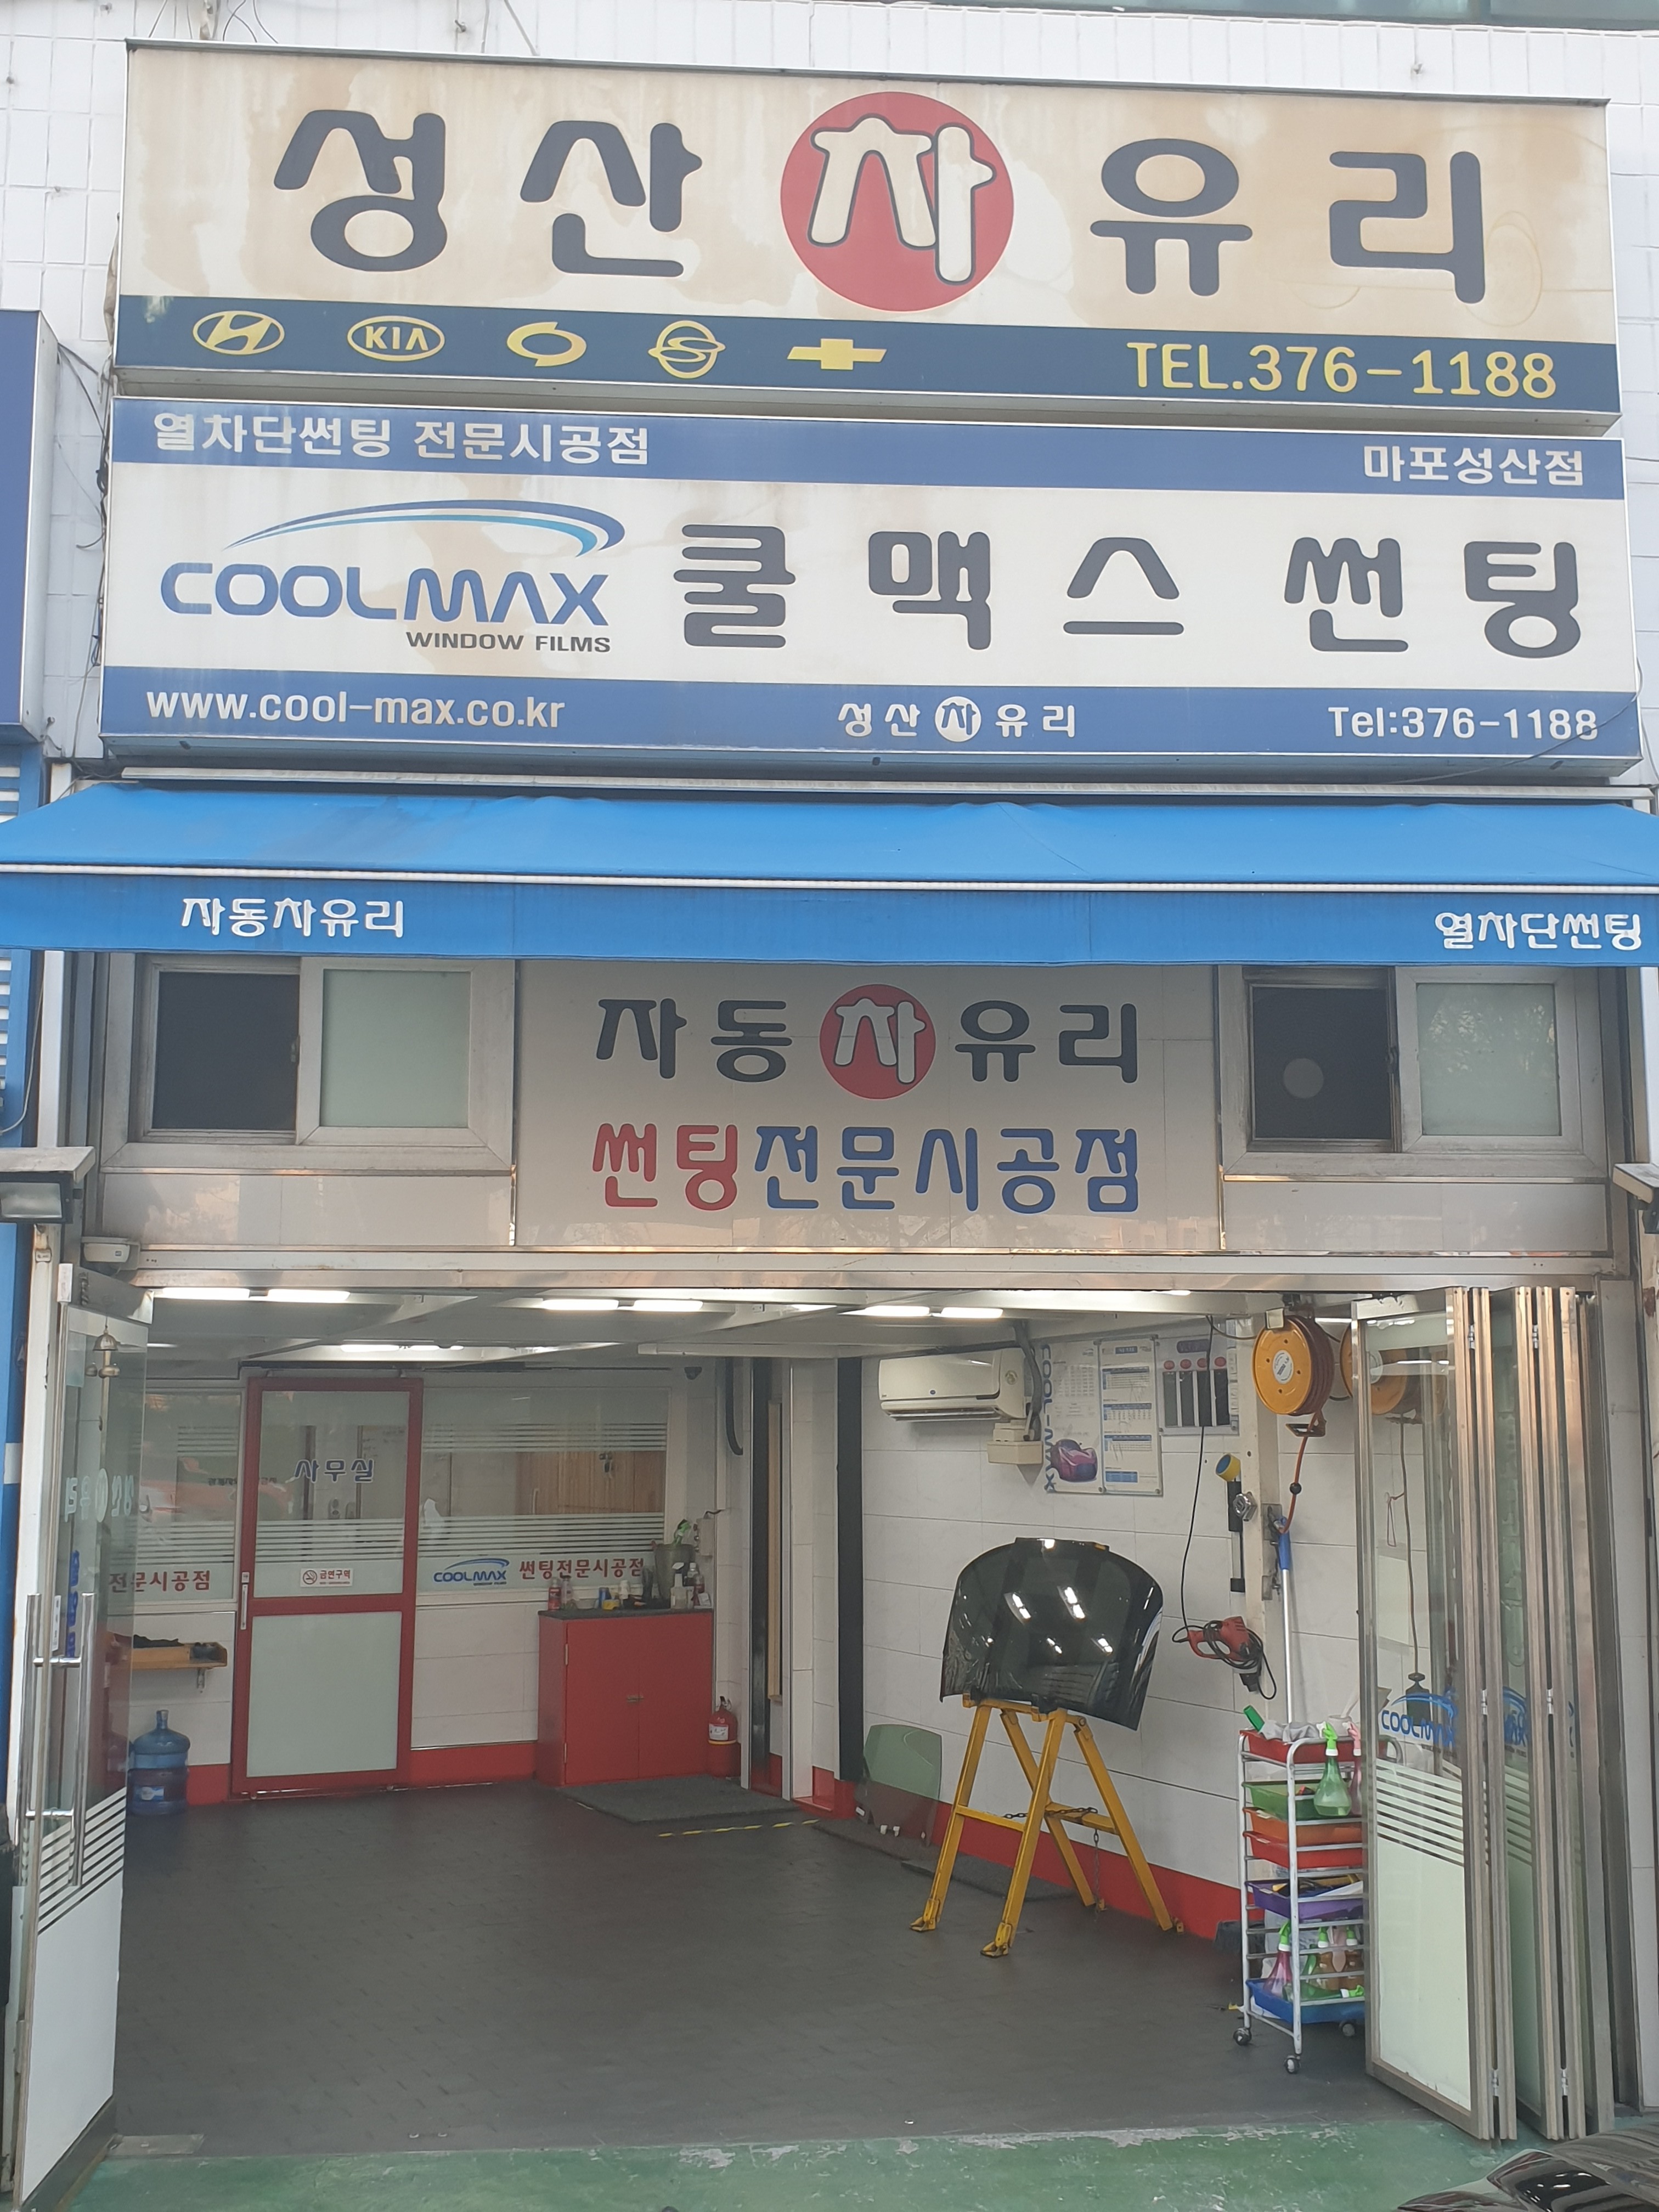 성산차유리
KIA
TEL.376-1188
열차단썬팅 전문시공점
마포성산점
COOLMAX
WINDOW FILMS
쿨맥스 썬팅
www.cool-max.co.kr
성산차유리
Tel:376-1188
자동차유리
열차단썬팅
자동차유리
썬팅전문시공점
사무실
금연구역
전문시공점
COOLMAX
썬팅전문시공점
COOL-MAX
COOLMAX